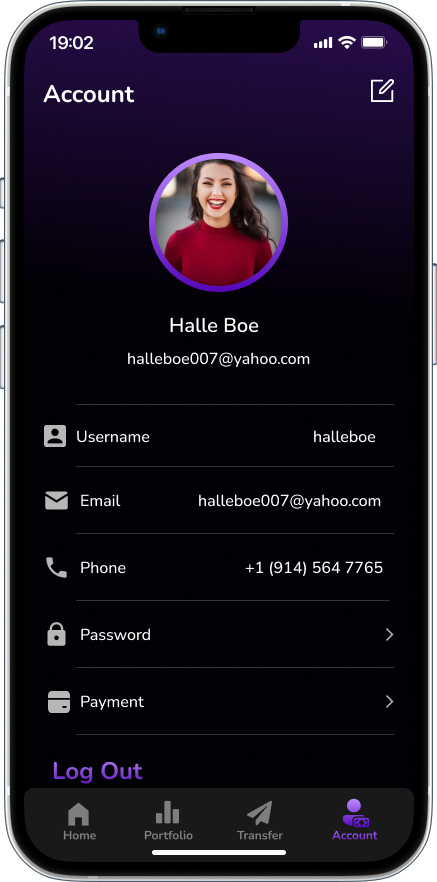 19:02
Account
Halle Boe
halleboe007@yahoo.com
Username halleboe
Email halleboe007@yahoo.com
Phone +1 (914) 564 7765
Password
Payment
Log Out
Home Portfolio Transfer Account